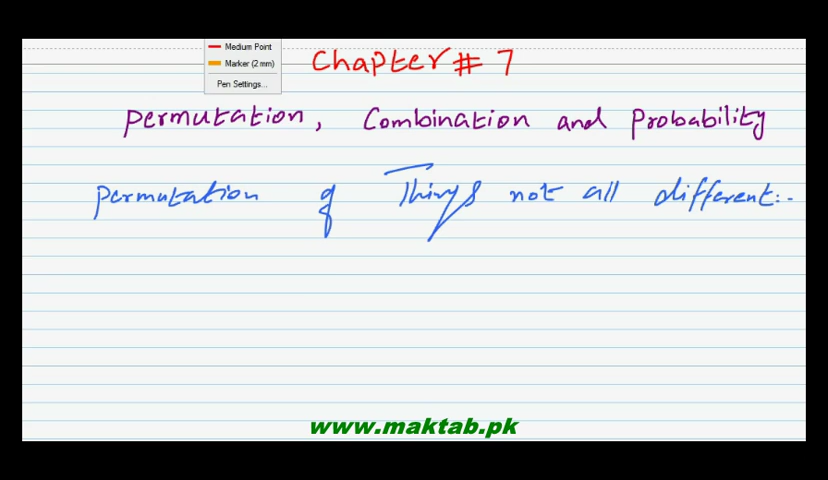 Medium Point
Marker (2 mm)
Pen Settings...
Chapter # 7
Permutation, Combination and Probability
Permutation of Things not all different:-
www.maktab.pk